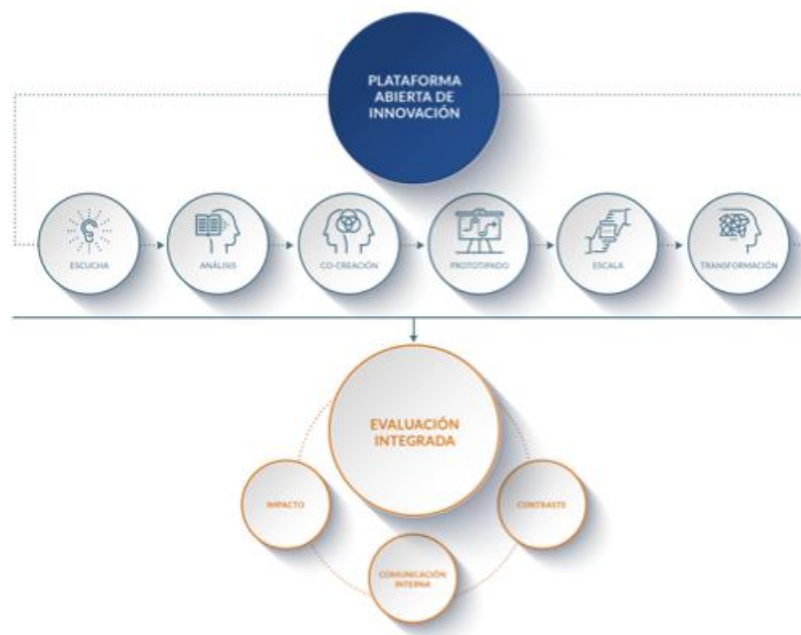 PLATAFORMA
ABIERTA DE
INNOVACIÓN
ESCUCHA
ANÁLISIS
CO-CREACIÓN
PROTOTIPADO
ESCALA
TRANSFORMACIÓN
EVALUACIÓN
INTEGRADA
IMPACTO
CONTRASTE
COMUNICACIÓN
INTERNA